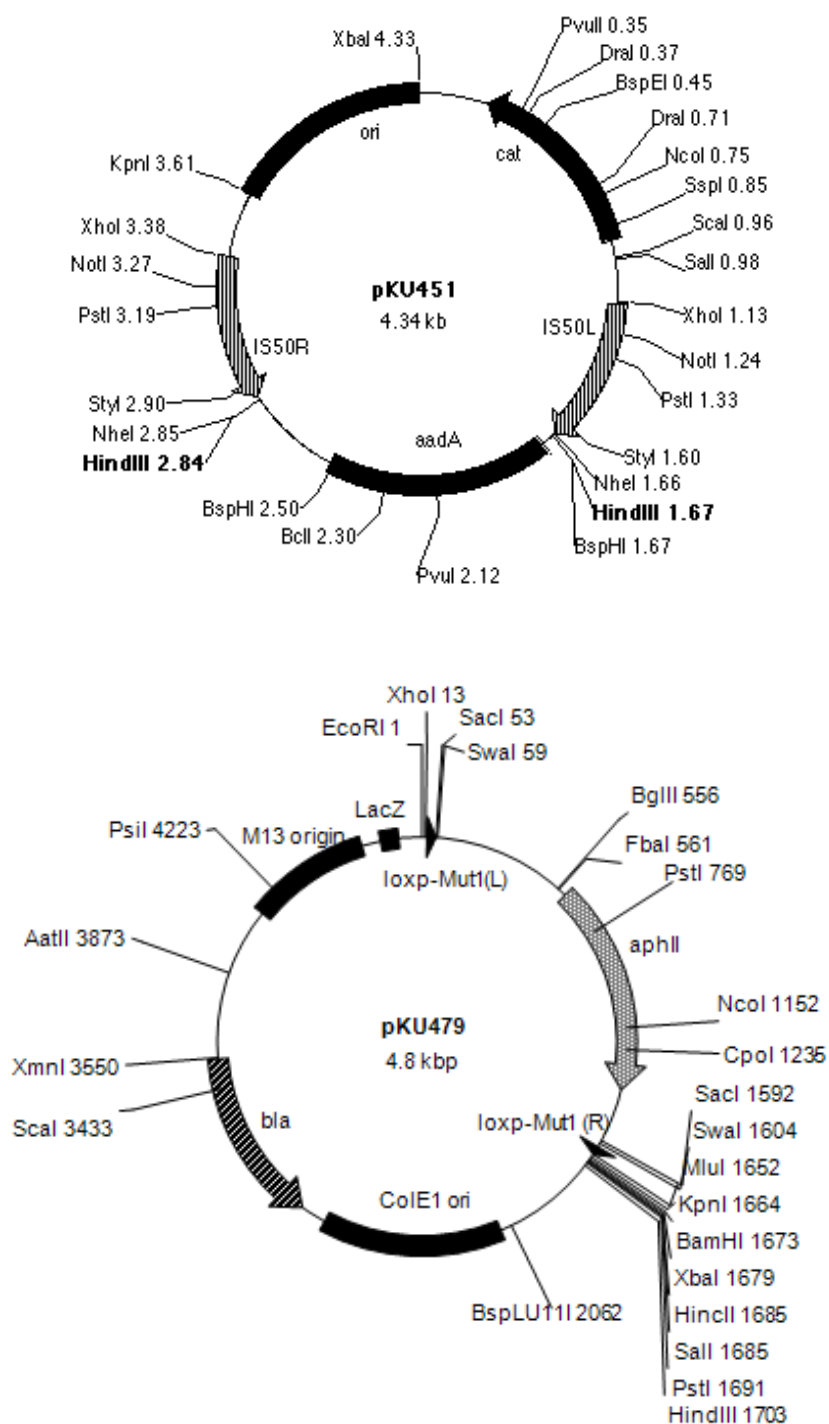 XbaI 4.33
PvuII 0.35
DraI 0.37
BspEI 0.45
DraI 0.71
NcoI 0.75
SspI 0.85
ScaI 0.96
SalI 0.98
XhoI 1.13
NotI 1.24
PstI 1.33
StyI 1.60
NheI 1.66
HindIII 1.67
BspHI 1.67
PvuI 2.12
BclI 2.30
BspHI 2.50
HindIII 2.84
NheI 2.85
StyI 2.90
PstI 3.19
NotI 3.27
XhoI 3.38
KpnI 3.61
ori
cat
pKU451
4.34 kb
IS50L
IS50R
aadA
XhoI 13
EcoRI 1
SacI 53
SwaI 59
LacZ
M13 origin
PsiI 4223
loxp-Mut1(L)
BglII 556
FbaI 561
PstI 769
aphII
AatII 3873
pKU479
4.8 kbp
NcoI 1152
CpoI 1235
XmnI 3550
ScaI 3433
bla
loxp-Mut1 (R)
SacI 1592
SwaI 1604
MluI 1652
KpnI 1664
BamHI 1673
XbaI 1679
HincII 1685
SalI 1685
PstI 1691
HindIII 1703
ColE1 ori
BspLU11I 2062